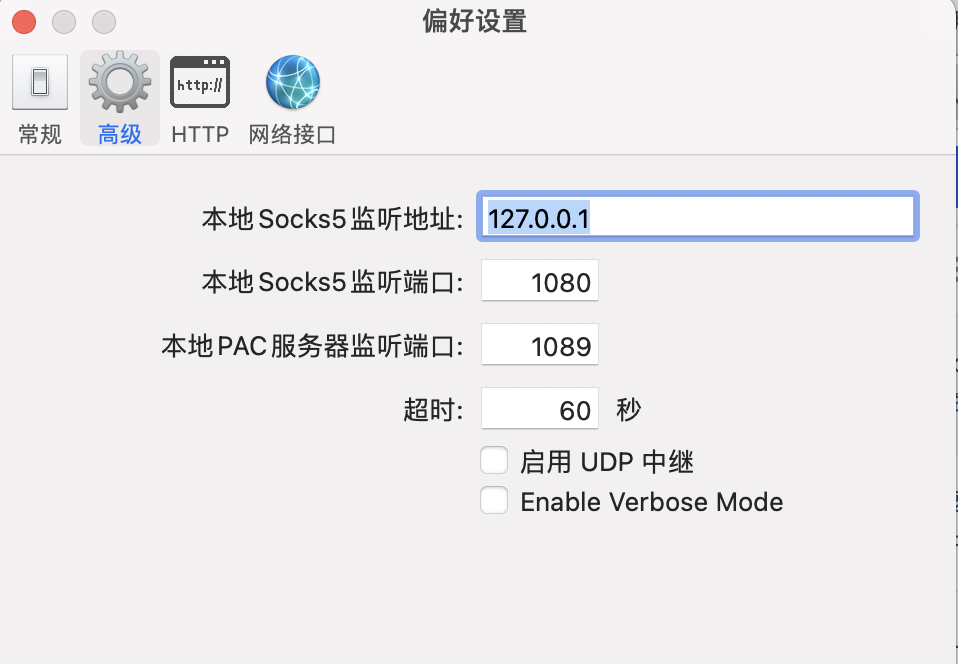 偏好设置
http://
常规 高级 HTTP 网络接口
本地Socks5监听地址: 127.0.0.1
本地Socks5监听端口: 1080
本地PAC服务器监听端口: 1089
超时: 60 秒
启用 UDP 中继
Enable Verbose Mode